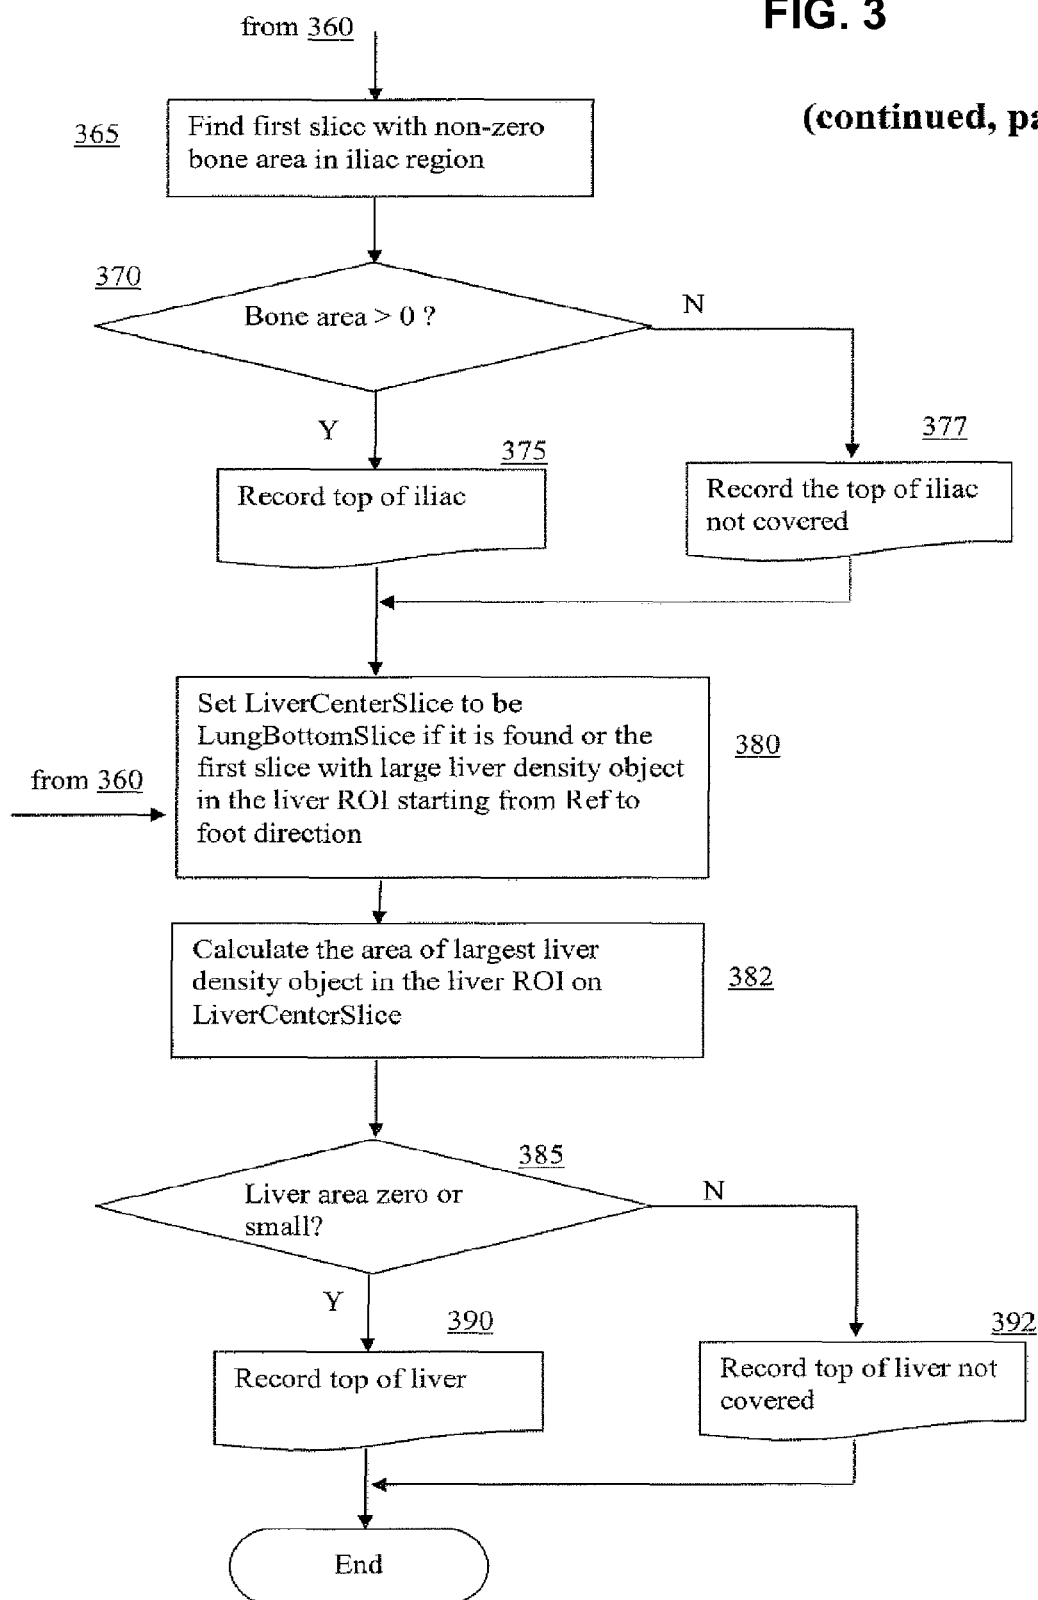 FIG. 3
(continued, pa
from 360
365
Find first slice with non-zero
bone area in iliac region
370
Bone area > 0 ?
N
Y
375
377
Record top of iliac
Record the top of iliac
not covered
Set LiverCenterSlice to be
LungBottomSlice if it is found or the
first slice with large liver density object
in the liver ROI starting from Ref to
foot direction
380
from 360
Calculate the area of largest liver
density object in the liver ROI on
LiverCenterSlice
382
385
Liver area zero or
small?
N
Y
390
392
Record top of liver
Record top of liver not
covered
End